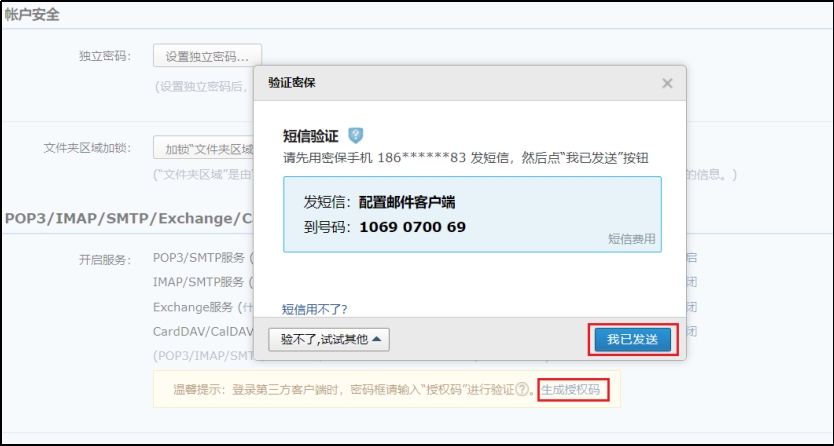 帐户安全
独立密码：
设置独立密码...
(设置独立密码后，
验证密保
短信验证
请先用密保手机 186******83 发短信，然后点“我已发送”按钮
发短信：配置邮件客户端
到号码：1069 0700 69
短信费用
短信用不了?
验不了,试试其他
我已发送
文件夹区域加锁：
加锁“文件夹区域
(“文件夹区域”是由
的信息。)
POP3/IMAP/SMTP/Exchange/C
开启服务：
POP3/SMTP服务 (
启
IMAP/SMTP服务 (
闭
Exchange服务 (什
闭
CardDAV/CalDAV
闭
(POP3/IMAP/SMT
温馨提示：登录第三方客户端时，密码框请输入“授权码”进行验证。生成授权码